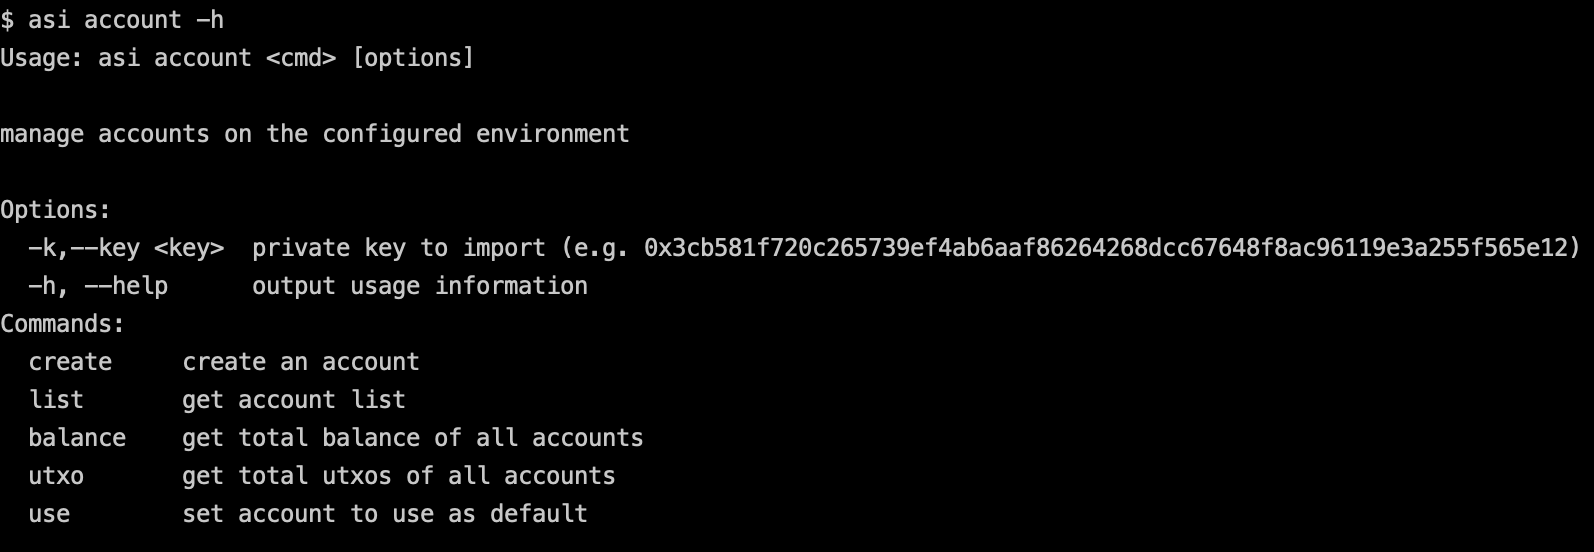 $ asi account -h
Usage: asi account <cmd> [options]
manage accounts on the configured environment
Options:
-k,--key <key>  private key to import (e.g. 0x3cb581f720c265739ef4ab6aaf86264268dcc67648f8ac96119e3a255f565e12)
-h, --help      output usage information
Commands:
create     create an account
list       get account list
balance    get total balance of all accounts
utxo       get total utxos of all accounts
use        set account to use as default